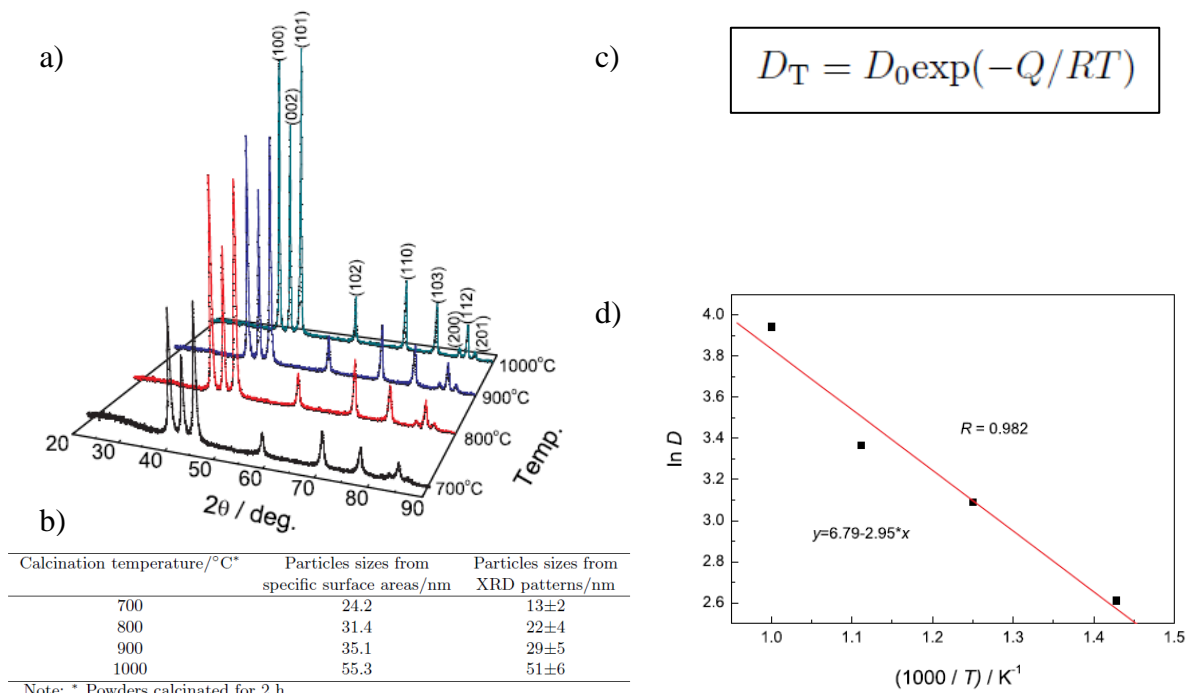 a)
(100)
(101)
(002)
(102)
(110)
(103)
(200)
(112)
(201)
1000°C
900°C
800°C
700°C
Temp.
20
30
40
50
60
70
80
90
2θ / deg.
b)
Calcination temperature/°C* Particles sizes from Particles sizes from
specific surface areas/nm XRD patterns/nm
700 24.2 13±2
800 31.4 22±4
900 35.1 29±5
1000 55.3 51±6
Note: * Powders calcinated for 2 h
c)
D_T = D_0exp(−Q/RT)
d)
4.0
3.8
3.6
3.4
3.2
3.0
2.8
2.6
ln D
R = 0.982
y=6.79-2.95*x
1.0 1.1 1.2 1.3 1.4 1.5
(1000 / T) / K⁻¹